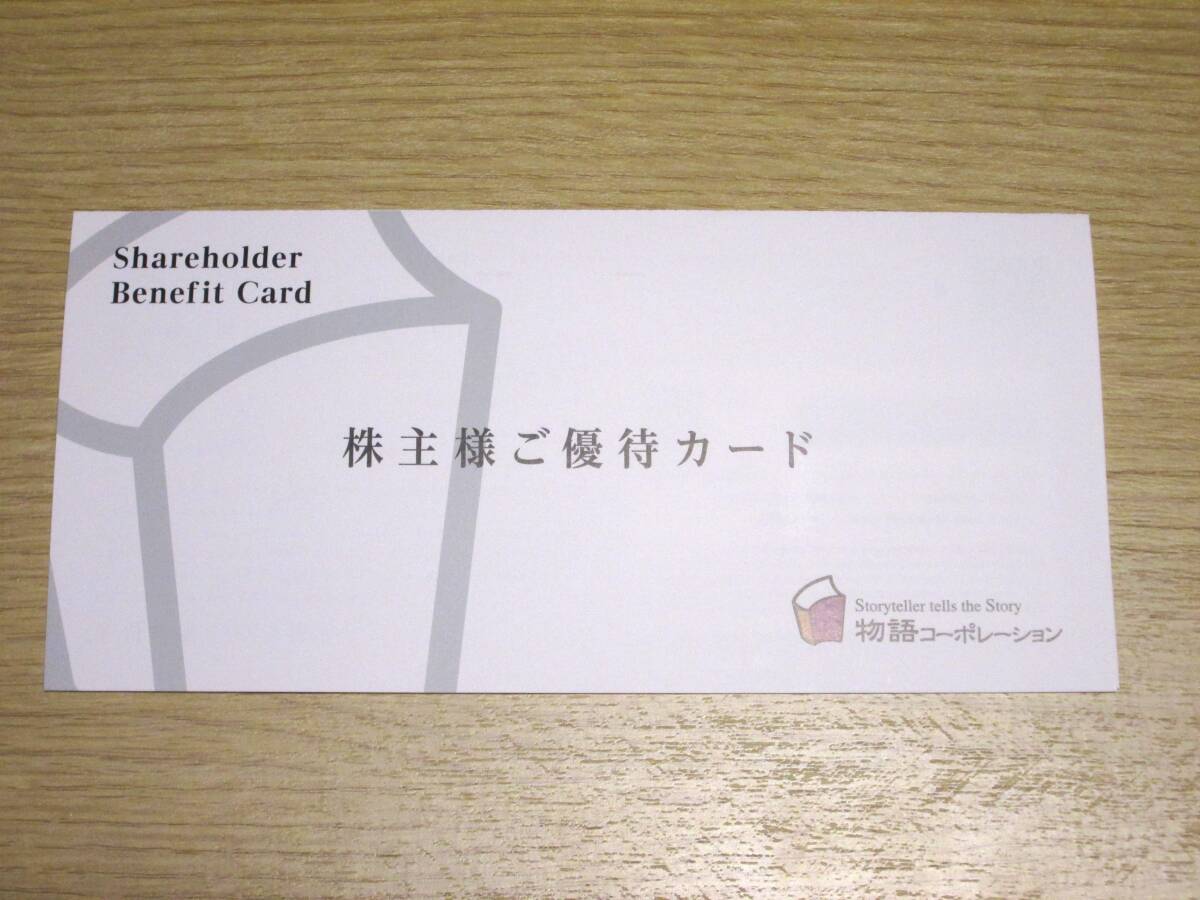 Shareholder
Benefit Card
株主様ご優待カード
Storyteller tells the Story
物語コーポレーション